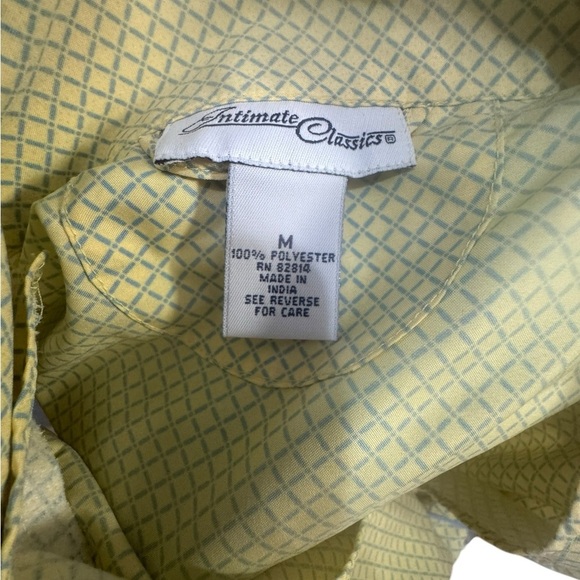 Intimate Classics
M
100% POLYESTER
RN 82814
MADE IN
INDIA
SEE REVERSE
FOR CARE